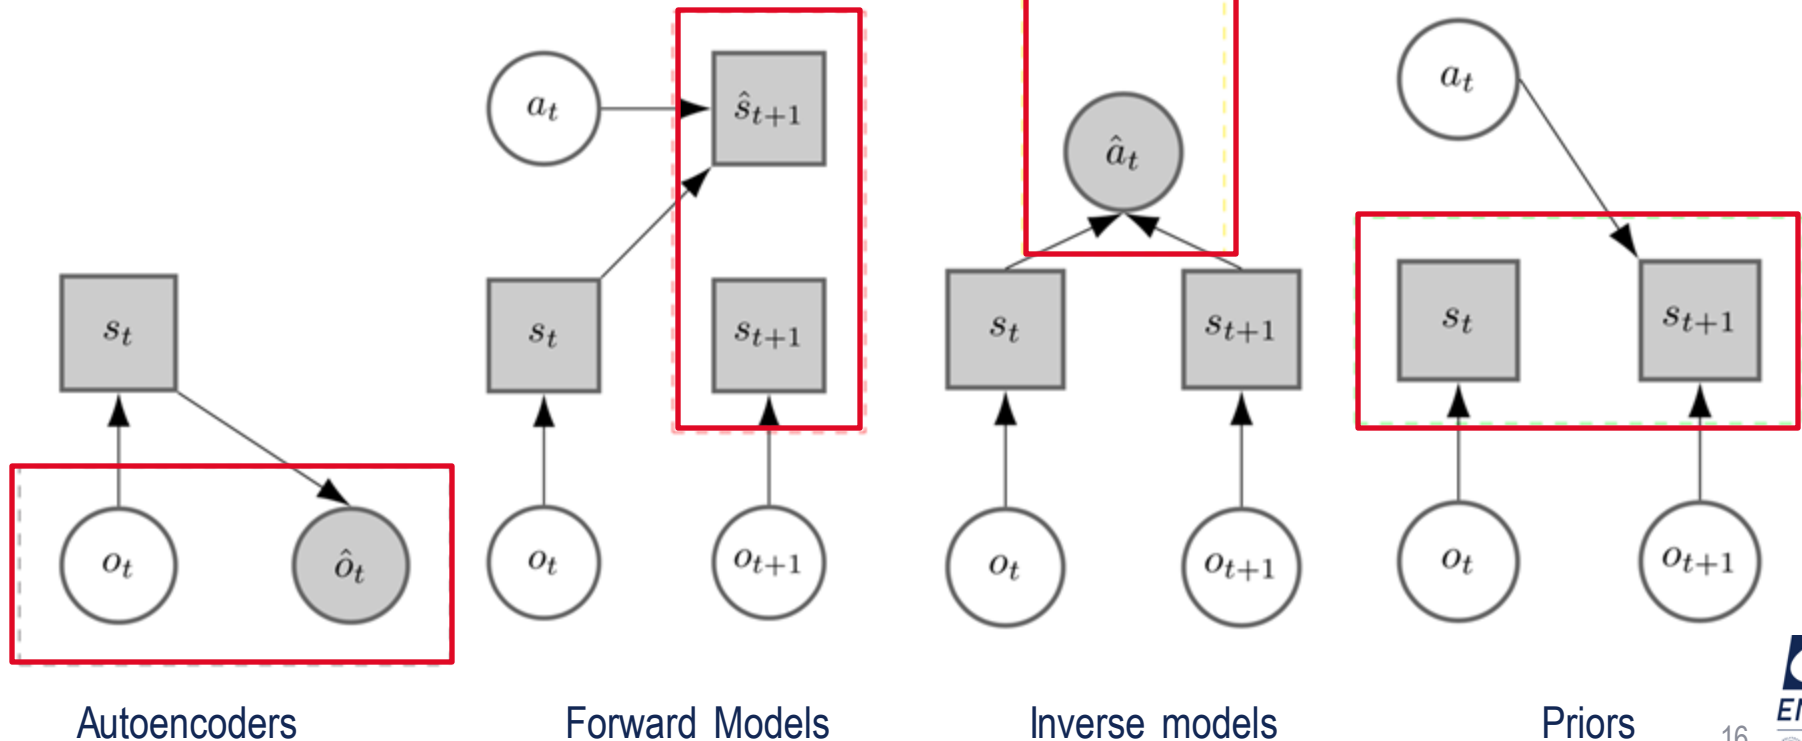 a_t
ŝ_{t+1}
s_t
s_{t+1}
o_t
o_{t+1}
â_t
s_t
s_{t+1}
o_t
o_{t+1}
a_t
s_t
s_{t+1}
o_t
o_{t+1}
s_t
o_t
ô_t
Autoencoders
Forward Models
Inverse models
Priors
16